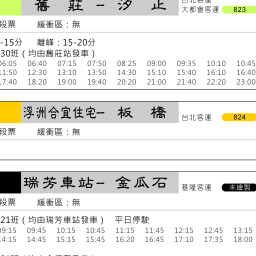 舊 莊 - 汐 止
大都會客運 823
段票 緩衝區：無
-15分 離峰：15-20分
30班（均由舊莊站發車）
06:05 06:40 07:15 07:50 08:25 09:00 09:35 10:10 10:45
11:50 12:30 13:10 13:50 14:30 15:10 15:40 16:10 16:40
17:40 18:20 19:00 19:40 20:20 21:00 21:40 22:20 23:00
浮洲合宜住宅- 板 橋
台北客運 824
段票 緩衝區：無
瑞芳車站- 金瓜石
基隆客運 未繪製
段票 緩衝區：無
21班（均由瑞芳車站發車） 平日停駛
09:15 09:45 10:15 10:45 11:15 11:45 12:15 12:45 13:15
14:15 14:45 15:15 15:45 16:20 16:45 17:10 17:35 18:00